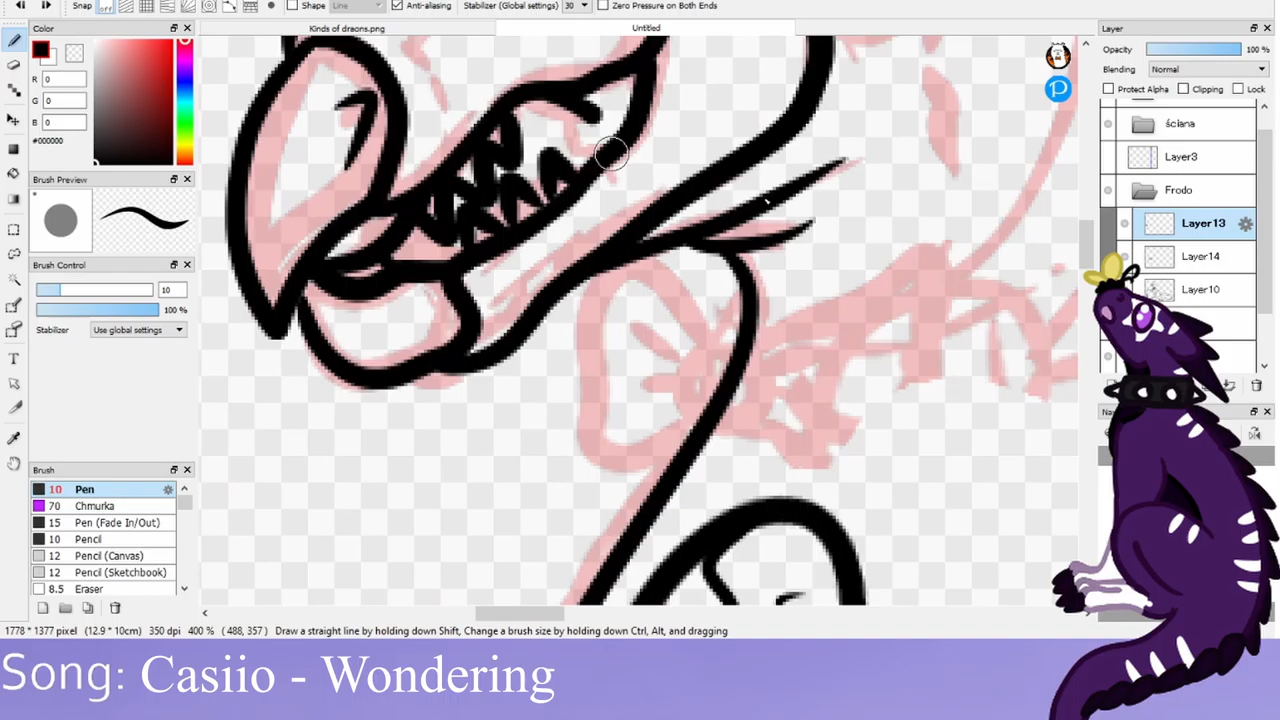 Snap off Shape Line Anti-aliasing Stabilizer (Global settings) 30 Zero Pressure on Both Ends
Color
Kinds of draons.png
Untitled
Layer
R 0
G 0
B 0
#000000
Opacity 100 %
Blending Normal
Protect Alpha Clipping Lock
ściana
Layer3
Frodo
Layer13
Layer14
Layer10
Brush Preview
Brush Control
10
100 %
Stabilizer Use global settings
Brush
10 Pen
70 Chmurka
15 Pen (Fade In/Out)
10 Pencil
12 Pencil (Canvas)
12 Pencil (Sketchbook)
8.5 Eraser
1778 * 1377 pixel (12.9 * 10cm) 350 dpi 400 % ( 488, 357 ) Draw a straight line by holding down Shift, Change a brush size by holding down Ctrl, Alt, and dragging
Song: Casiio - Wondering